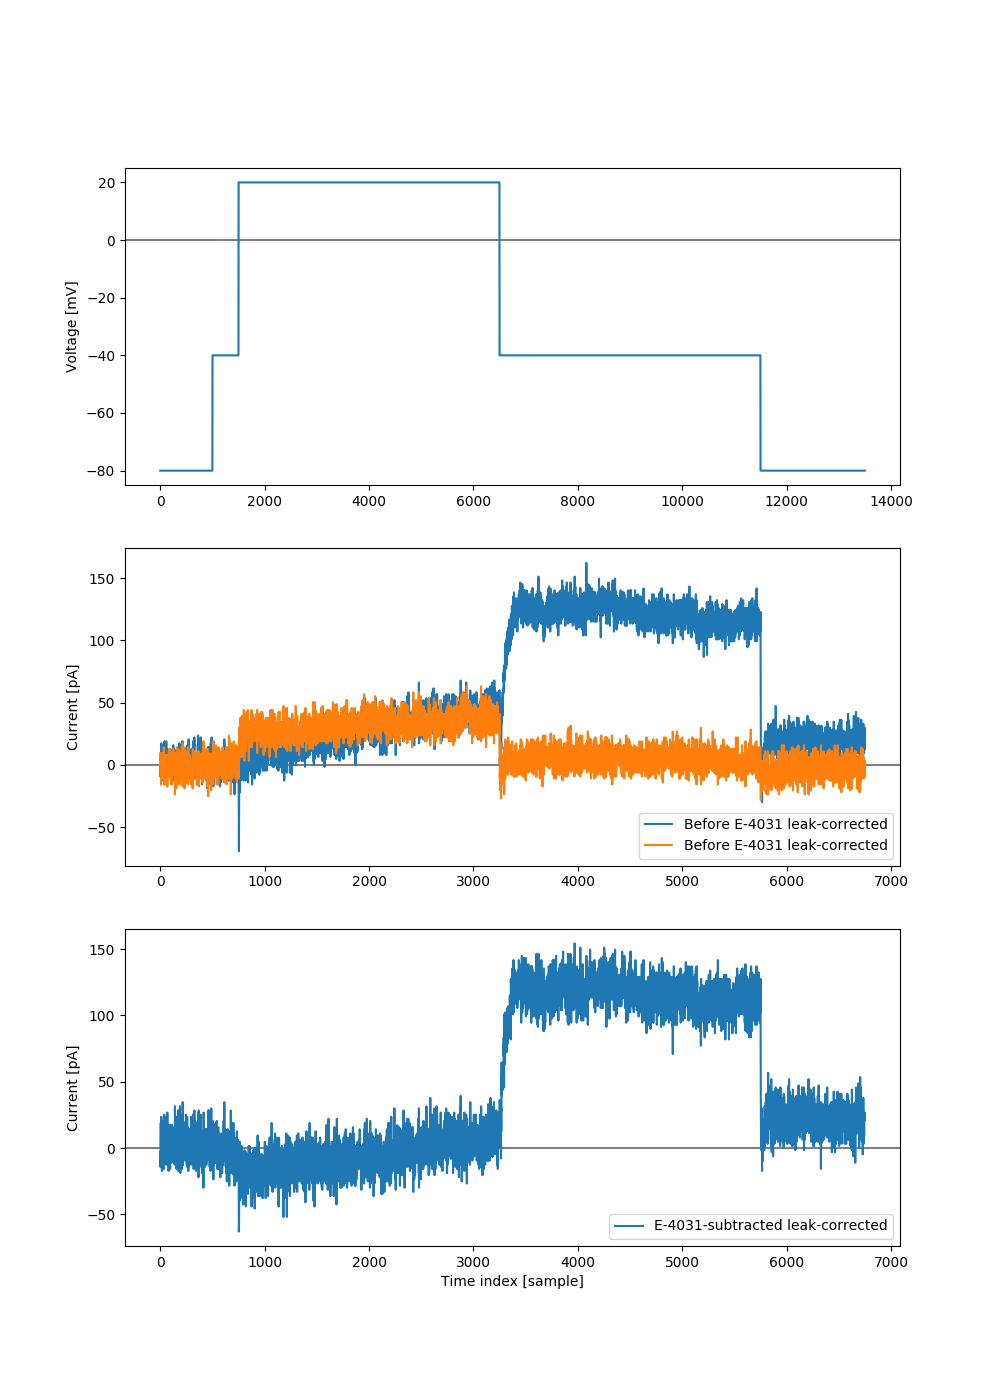 20
0
−20
−40
−60
−80
Voltage [mV]
0 2000 4000 6000 8000 10000 12000 14000
150
100
50
0
−50
Current [pA]
Before E-4031 leak-corrected
Before E-4031 leak-corrected
0 1000 2000 3000 4000 5000 6000 7000
150
100
50
0
−50
Current [pA]
E-4031-subtracted leak-corrected
0 1000 2000 3000 4000 5000 6000 7000
Time index [sample]